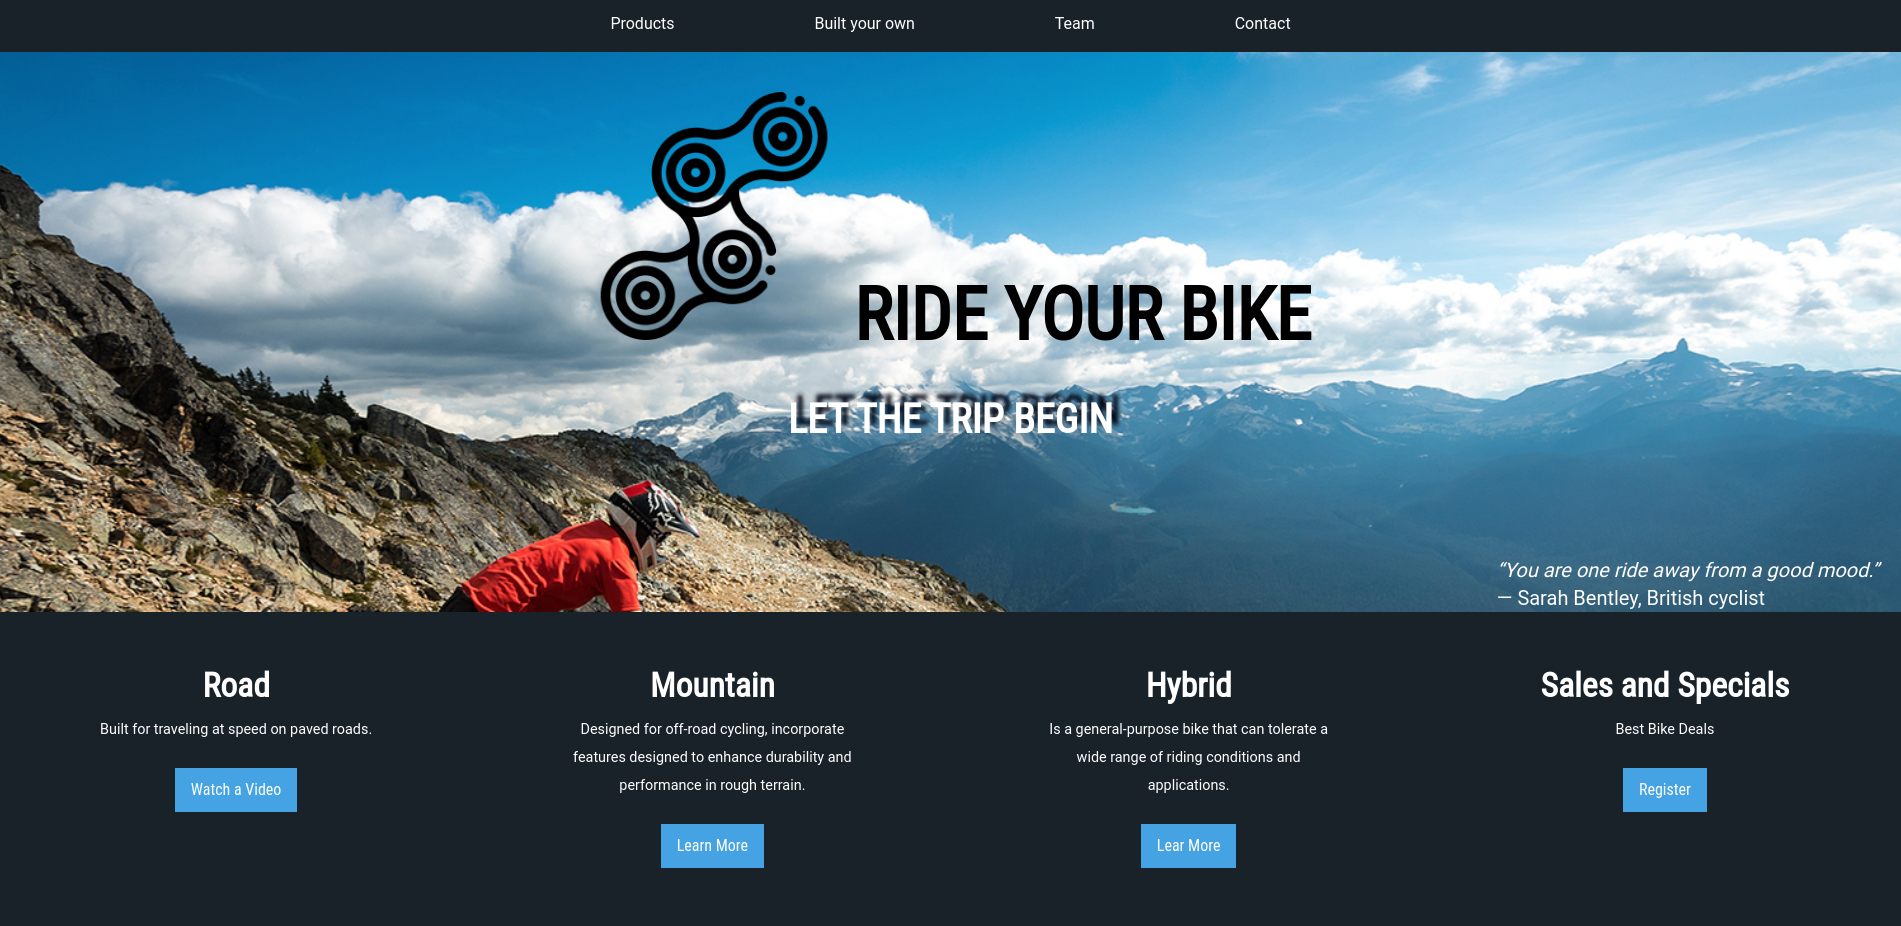 Products Built your own Team Contact
RIDE YOUR BIKE
LET THE TRIP BEGIN
“You are one ride away from a good mood.”
— Sarah Bentley, British cyclist
Road
Built for traveling at speed on paved roads.
Watch a Video
Mountain
Designed for off-road cycling, incorporate
features designed to enhance durability and
performance in rough terrain.
Learn More
Hybrid
Is a general-purpose bike that can tolerate a
wide range of riding conditions and
applications.
Lear More
Sales and Specials
Best Bike Deals
Register